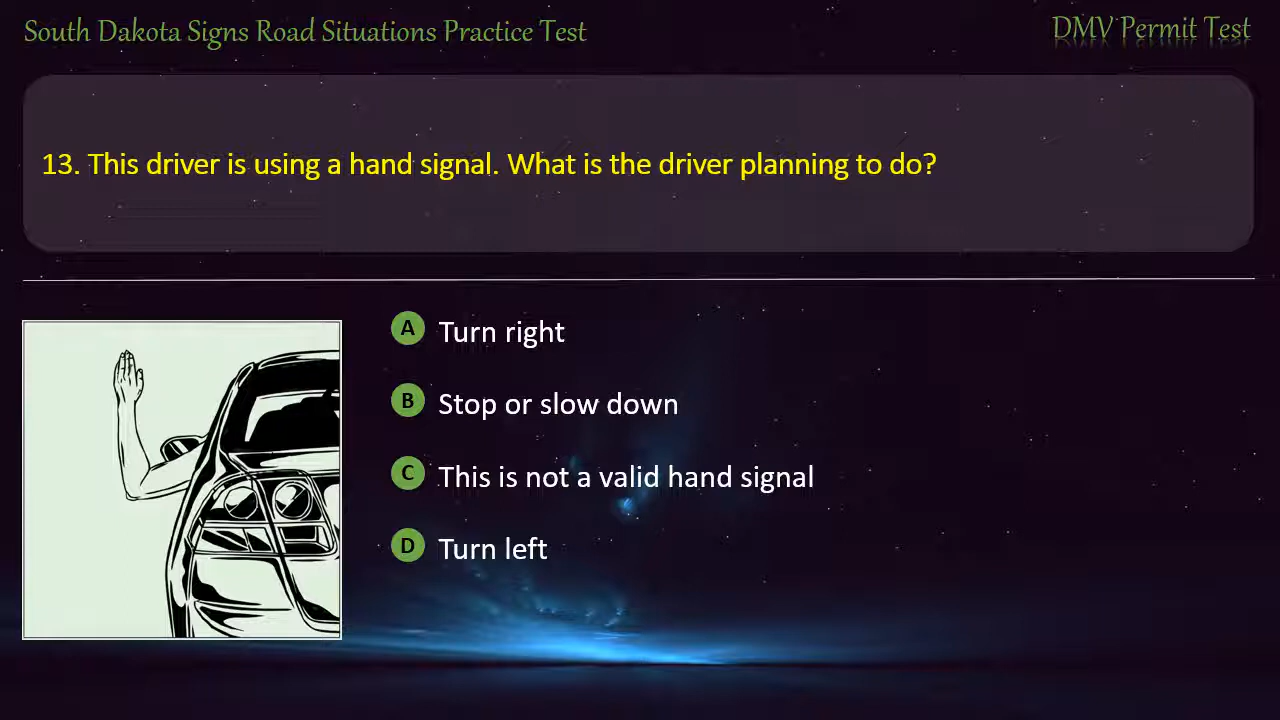 South Dakota Signs Road Situations Practice Test
DMV Permit Test
13. This driver is using a hand signal. What is the driver planning to do?
A Turn right
B Stop or slow down
C This is not a valid hand signal
D Turn left